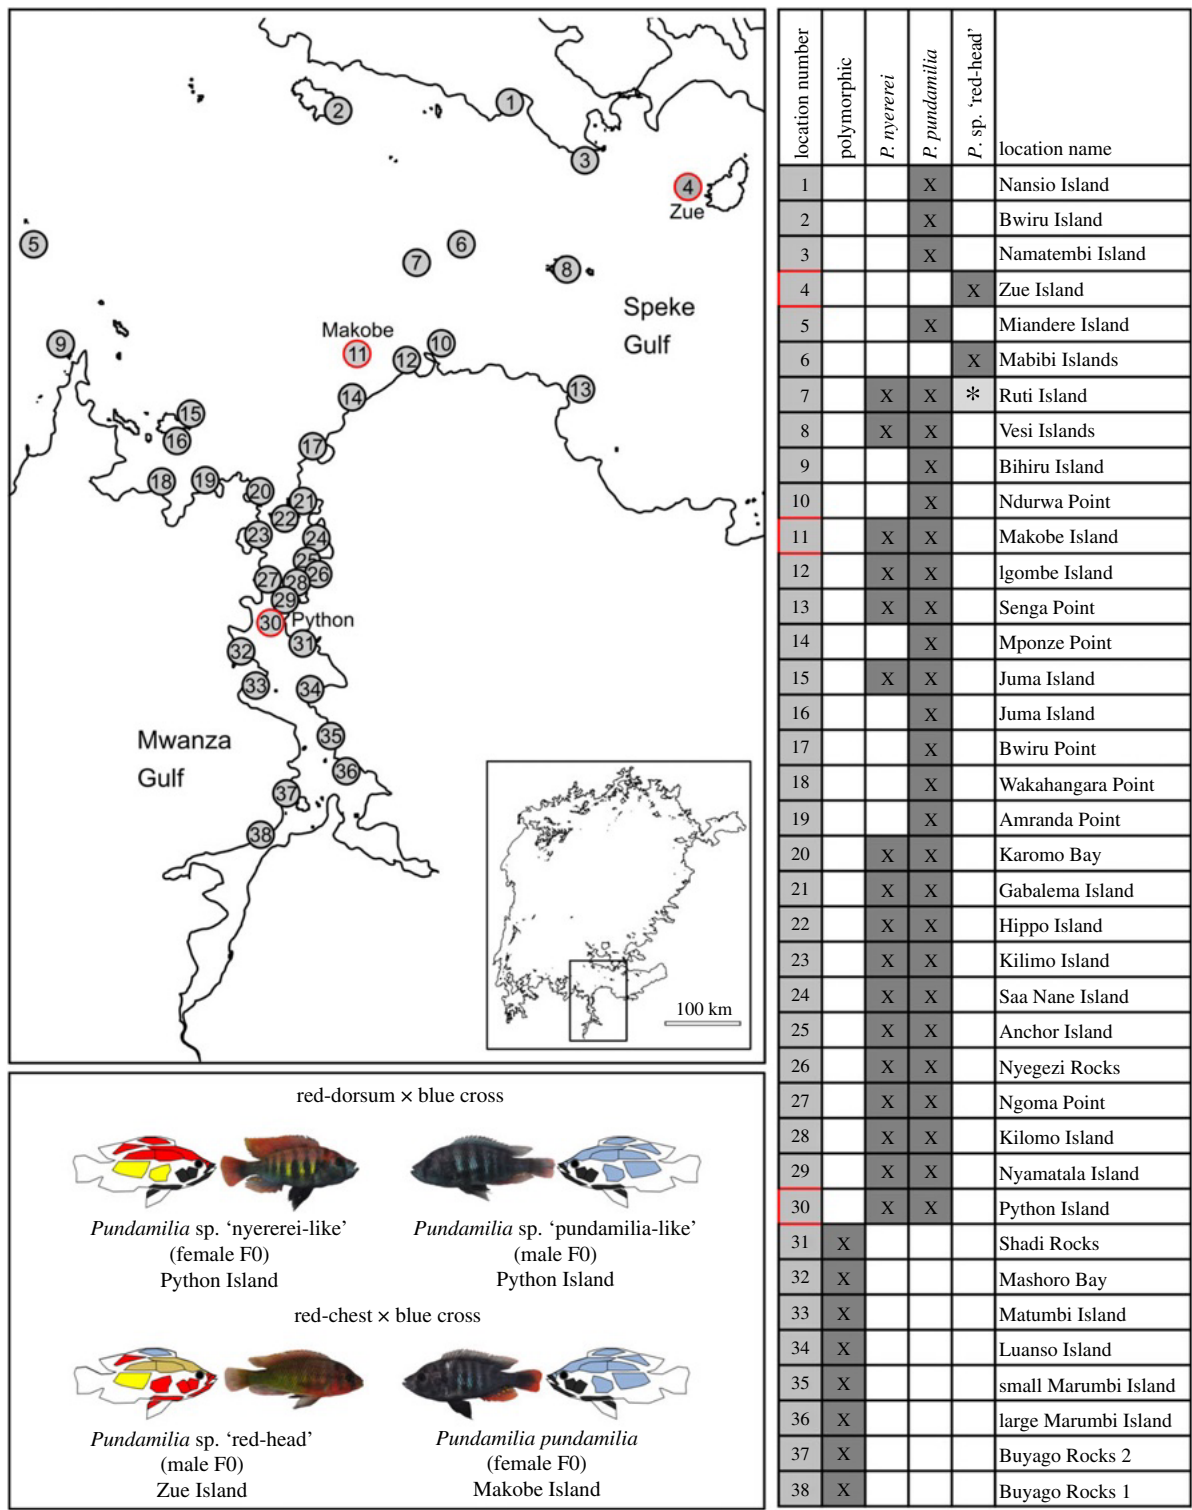 1
2
3
4
Zue
5
6
7
8
Speke
Gulf
Makobe
9
10
11
12
13
14
15
16
17
18
19
20
21
22
23
24
25
26
27
28
29
30
Python
31
32
33
34
35
36
37
38
Mwanza
Gulf
100 km
red-dorsum × blue cross
Pundamilia sp. ‘nyererei-like’
(female F0)
Python Island
Pundamilia sp. ‘pundamilia-like’
(male F0)
Python Island
red-chest × blue cross
Pundamilia sp. ‘red-head’
(male F0)
Zue Island
Pundamilia pundamilia
(female F0)
Makobe Island
location number polymorphic P. nyererei P. pundamilia P. sp. ‘red-head’ location name
1 X Nansio Island
2 X Bwiru Island
3 X Namatembi Island
4 X Zue Island
5 X Miandere Island
6 X Mabibi Islands
7 X X * Ruti Island
8 X X Vesi Islands
9 X Bihiru Island
10 X Ndurwa Point
11 X X Makobe Island
12 X X lgombe Island
13 X X Senga Point
14 X Mponze Point
15 X X Juma Island
16 X Juma Island
17 X Bwiru Point
18 X Wakahangara Point
19 X Amranda Point
20 X X Karomo Bay
21 X X Gabalema Island
22 X X Hippo Island
23 X X Kilimo Island
24 X X Saa Nane Island
25 X X Anchor Island
26 X X Nyegezi Rocks
27 X X Ngoma Point
28 X X Kilomo Island
29 X X Nyamatala Island
30 X X Python Island
31 X Shadi Rocks
32 X Mashoro Bay
33 X Matumbi Island
34 X Luanso Island
35 X small Marumbi Island
36 X large Marumbi Island
37 X Buyago Rocks 2
38 X Buyago Rocks 1